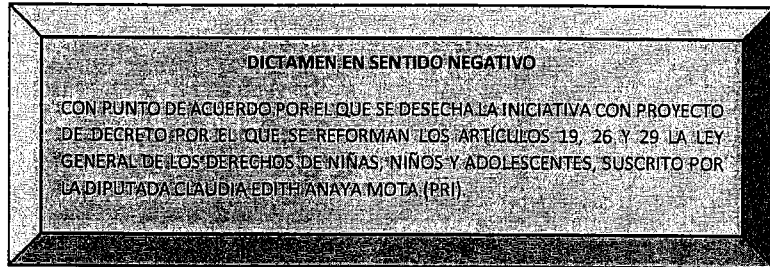 DICTAMEN EN SENTIDO NEGATIVO
CON PUNTO DE ACUERDO POR EL QUE SE DESECHA LA INICIATIVA CON PROYECTO
DE DECRETO POR EL QUE SE REFORMAN LOS ARTÍCULOS 19, 26 Y 29 LA LEY
GENERAL DE LOS DERECHOS DE NIÑAS, NIÑOS Y ADOLESCENTES, SUSCRITO POR
LA DIPUTADA CLAUDIA EDITH ANAYA MOTA (PRI)